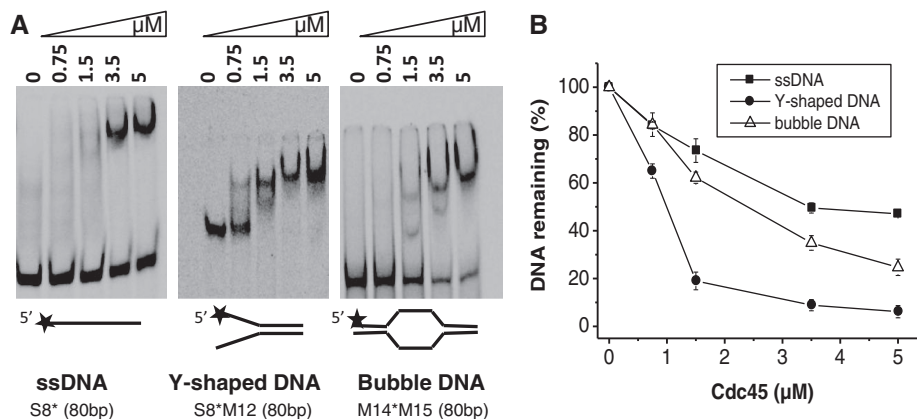 A
µM µM µM
0 0.75 1.5 3.5 5 0 0.75 1.5 3.5 5 0 0.75 1.5 3.5 5
5’ 5’ 5’
ssDNA Y-shaped DNA Bubble DNA
S8* (80bp) S8*M12 (80bp) M14*M15 (80bp)
B
ssDNA
Y-shaped DNA
bubble DNA
DNA remaining (%)
100
80
60
40
20
0
0 1 2 3 4 5
Cdc45 (µM)